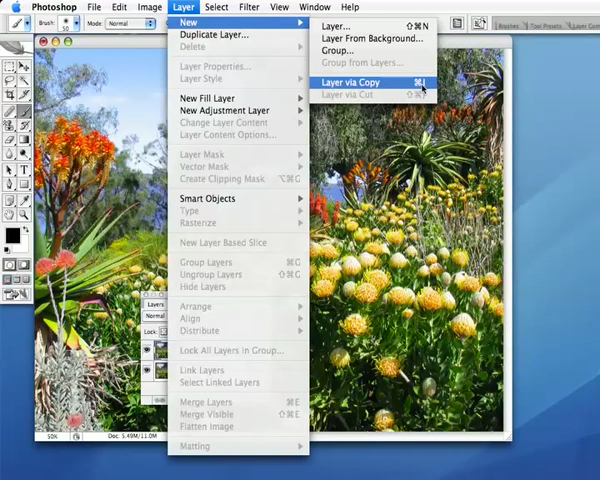 Photoshop File Edit Image Layer Select Filter View Window Help
Brush: 50 Mode: Normal Brushes Tool Presets
New
Duplicate Layer...
Delete
Layer Properties...
Layer Style
New Fill Layer
New Adjustment Layer
Change Layer Content
Layer Content Options...
Layer Mask
Vector Mask
Create Clipping Mask ⌥⌘G
Smart Objects
Type
Rasterize
New Layer Based Slice
Group Layers ⌘G
Ungroup Layers ⇧⌘G
Hide Layers
Arrange
Align
Distribute
Lock All Layers in Group...
Link Layers
Select Linked Layers
Merge Layers ⌘E
Merge Visible ⇧⌘E
Flatten Image
Matting
Layer... ⇧⌘N
Layer From Background...
Group...
Group from Layers...
Layer via Copy ⌘J
Layer via Cut ⇧⌘J
Layers
Normal
Lock:
50% Doc: 5.49M/11.0M